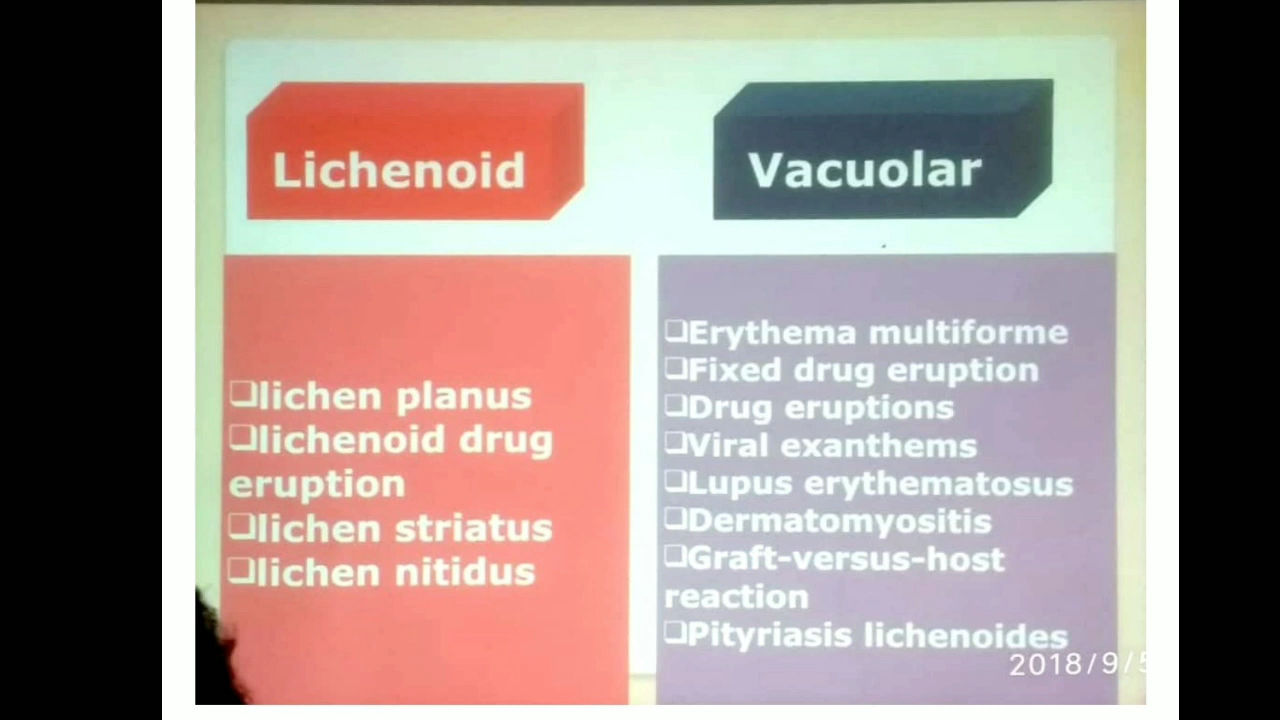 Lichenoid
❑lichen planus
❑lichenoid drug
eruption
❑lichen striatus
❑lichen nitidus
Vacuolar
❑Erythema multiforme
❑Fixed drug eruption
❑Drug eruptions
❑Viral exanthems
❑Lupus erythematosus
❑Dermatomyositis
❑Graft-versus-host
reaction
❑Pityriasis lichenoides
2018/9/5